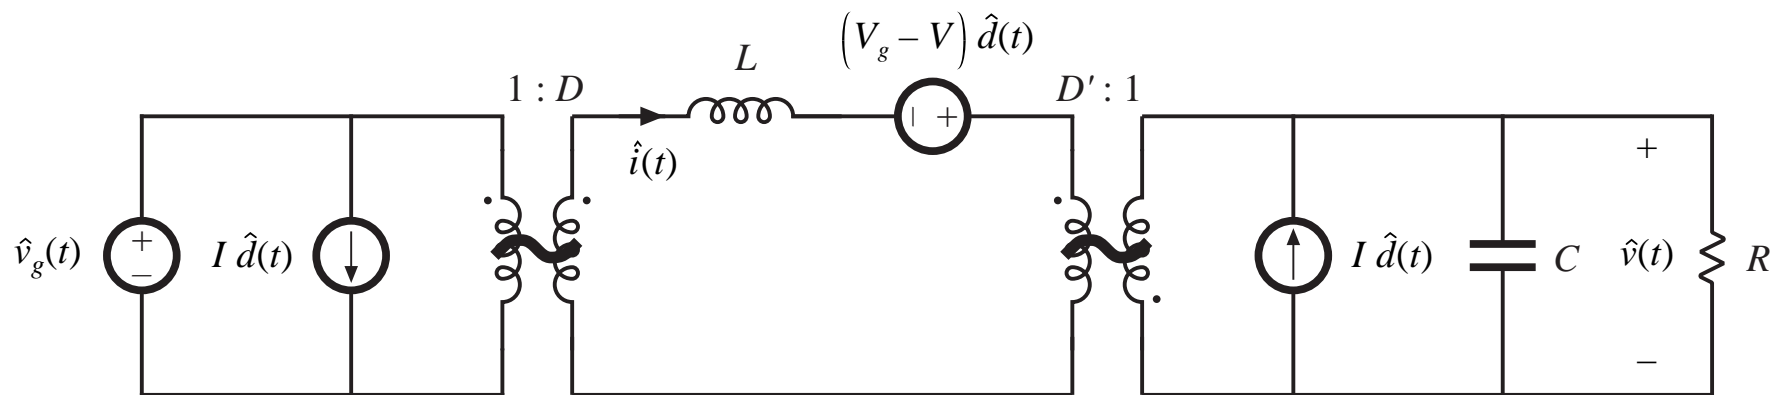 (V_g – V) d̂(t)
L
1 : D
D′ : 1
î(t)
+
– +
v̂_g(t)
+
–
I d̂(t)
I d̂(t)
C
v̂(t)
R
–